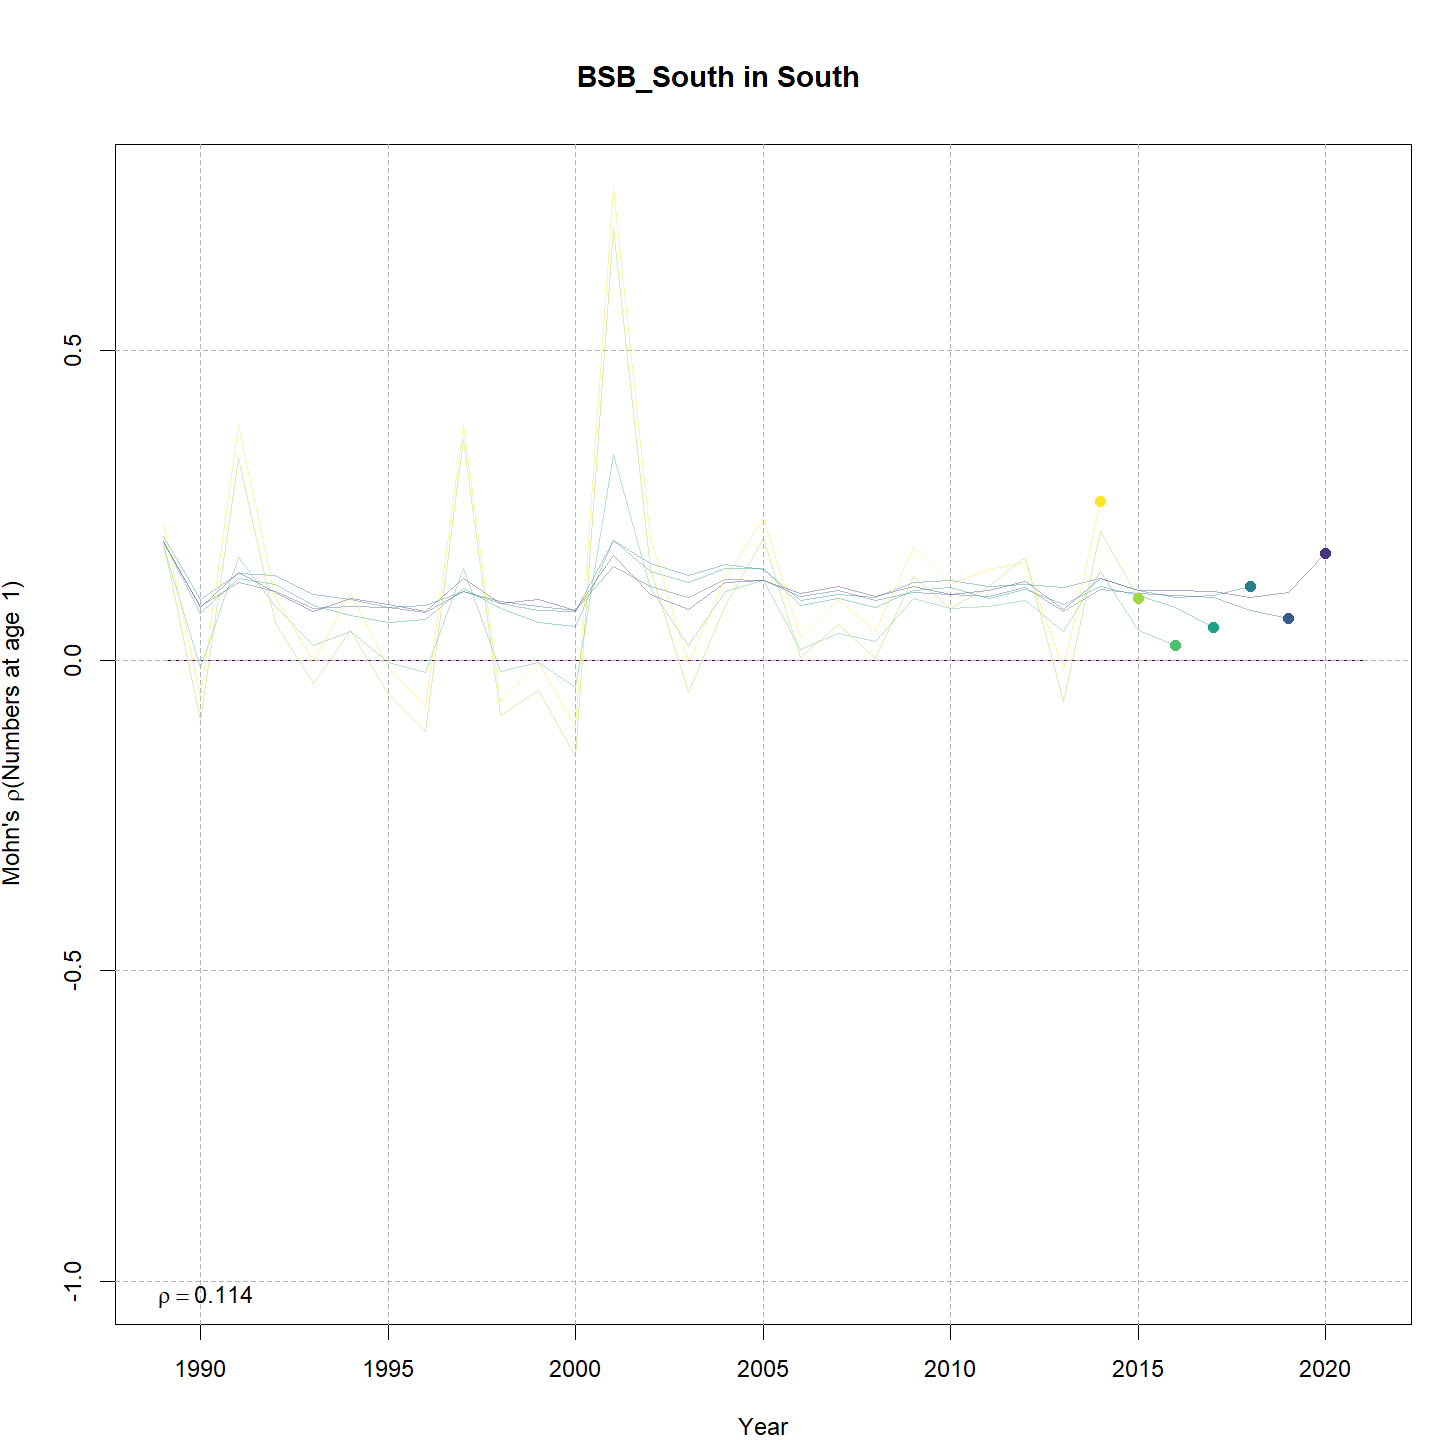 BSB_South in South
Mohn's ρ(Numbers at age 1)
0.5
0.0
-0.5
-1.0
ρ = 0.114
1990 1995 2000 2005 2010 2015 2020
Year